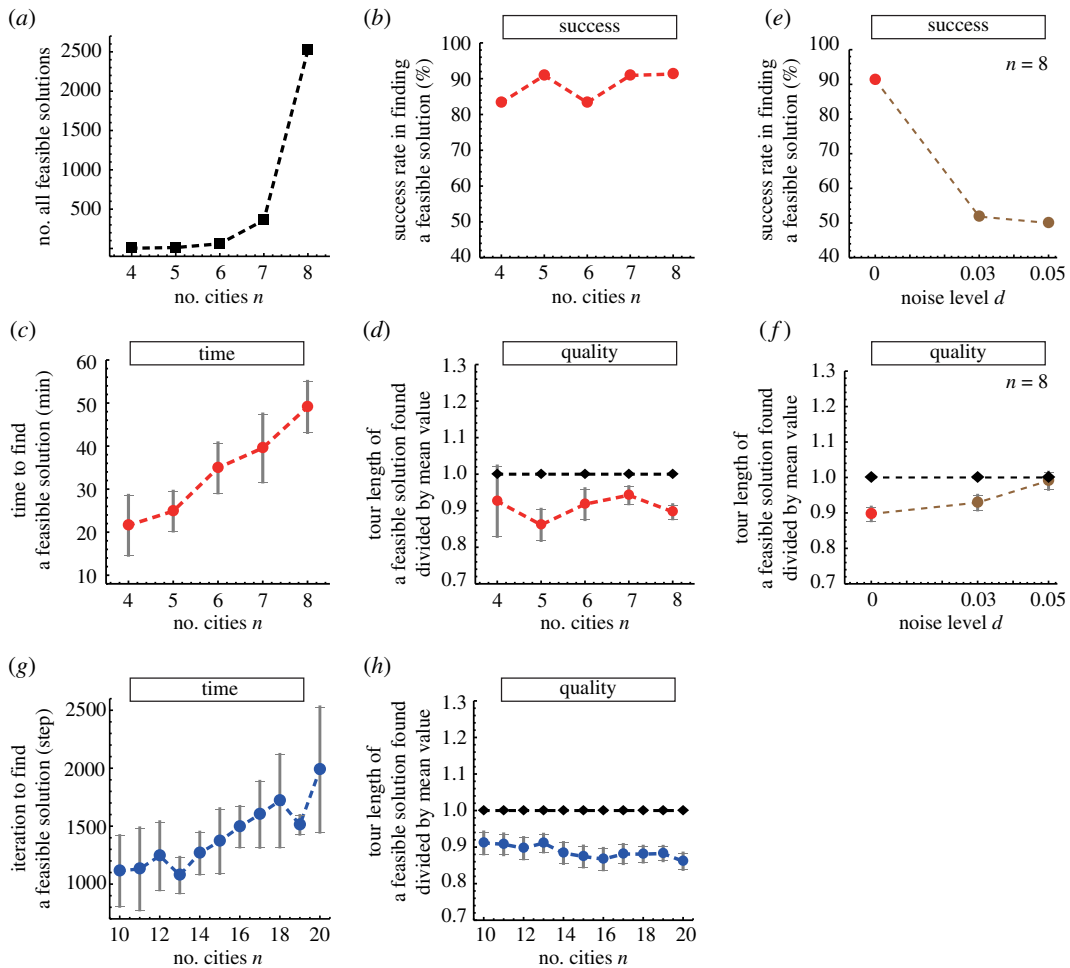 (a)
no. all feasible solutions
2500
2000
1500
1000
500
4 5 6 7 8
no. cities n
(b)
success
success rate in finding
a feasible solution (%)
100
90
80
70
60
50
40
4 5 6 7 8
no. cities n
(e)
success
n = 8
success rate in finding
a feasible solution (%)
100
90
80
70
60
50
40
0 0.03 0.05
noise level d
(c)
time
time to find
a feasible solution (min)
60
50
40
30
20
10
4 5 6 7 8
no. cities n
(d)
quality
tour length of
a feasible solution found
divided by mean value
1.3
1.2
1.1
1.0
0.9
0.8
0.7
4 5 6 7 8
no. cities n
(f)
quality
n = 8
tour length of
a feasible solution found
divided by mean value
1.3
1.2
1.1
1.0
0.9
0.8
0.7
0 0.03 0.05
noise level d
(g)
time
iteration to find
a feasible solution (step)
2500
2000
1500
1000
10 12 14 16 18 20
no. cities n
(h)
quality
tour length of
a feasible solution found
divided by mean value
1.3
1.2
1.1
1.0
0.9
0.8
0.7
10 12 14 16 18 20
no. cities n